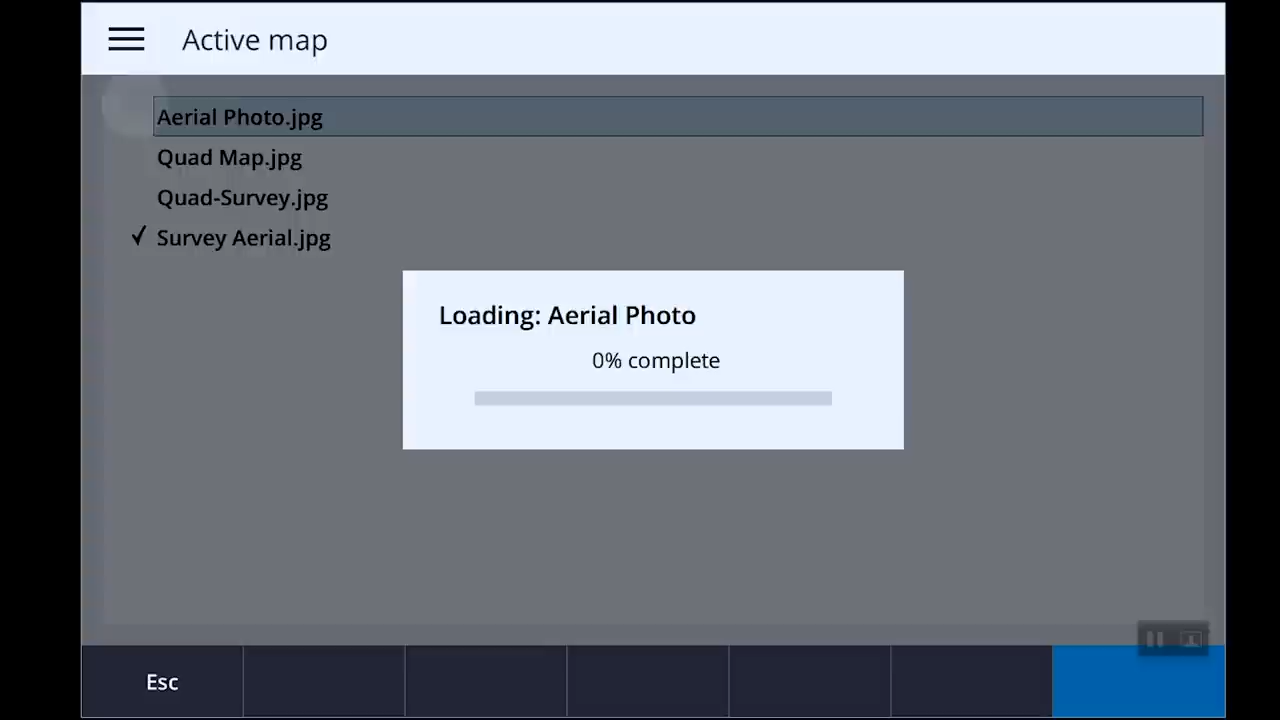 Active map
Aerial Photo.jpg
Quad Map.jpg
Quad-Survey.jpg
✓ Survey Aerial.jpg
Loading: Aerial Photo
0% complete
Esc